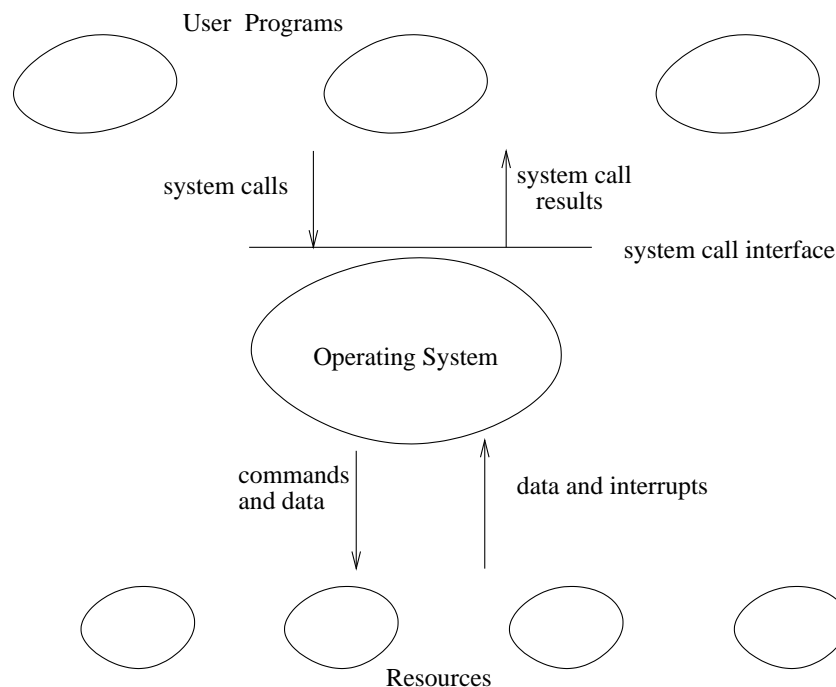 User Programs
system calls
system call
results
system call interface
Operating System
commands
and data
data and interrupts
Resources